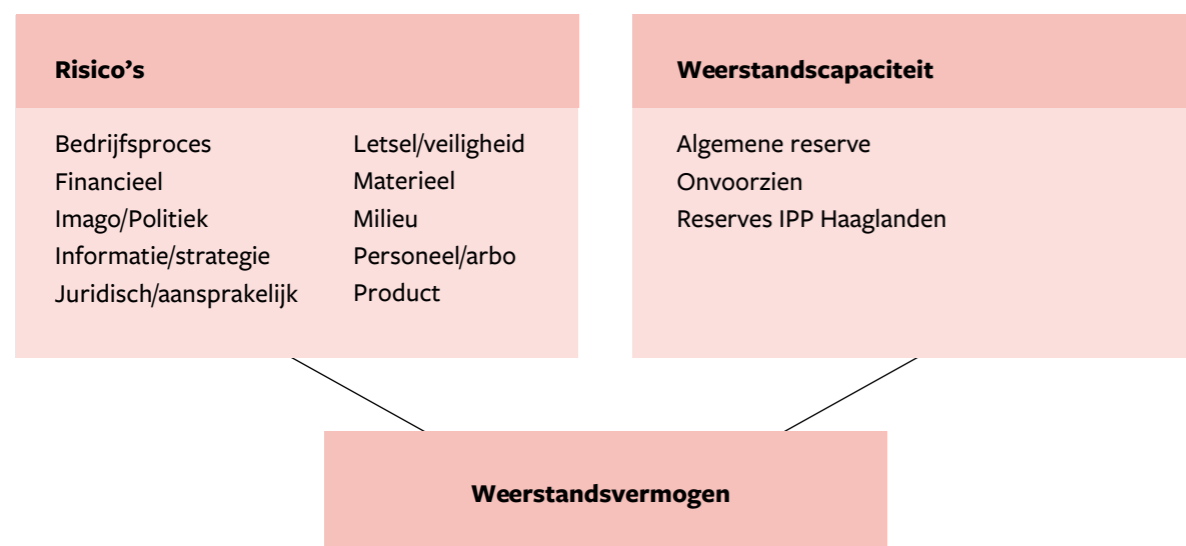 Risico’s
Bedrijfsproces
Financieel
Imago/Politiek
Informatie/strategie
Juridisch/aansprakelijk
Letsel/veiligheid
Materieel
Milieu
Personeel/arbo
Product
Weerstandscapaciteit
Algemene reserve
Onvoorzien
Reserves IPP Haaglanden
Weerstandsvermogen